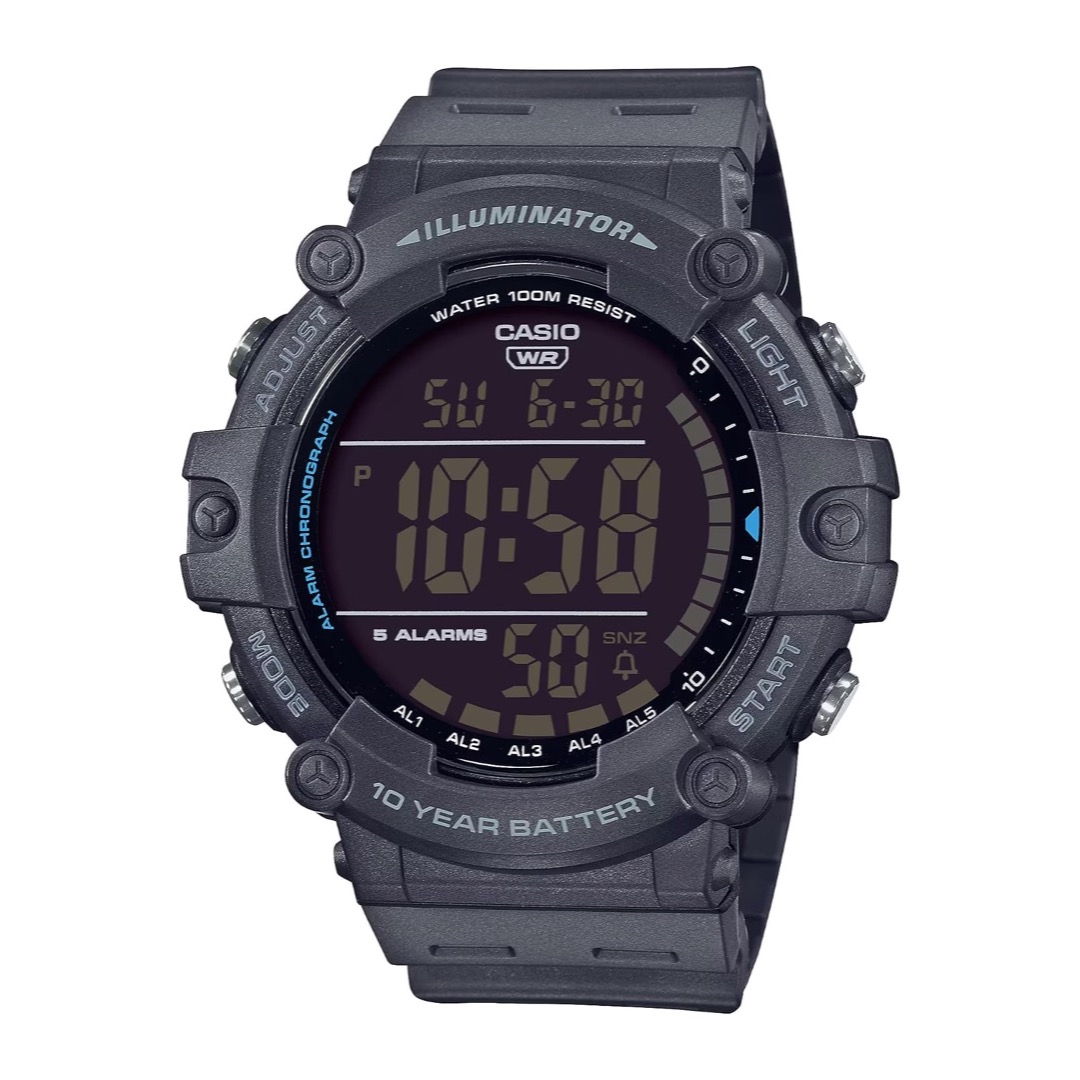 ILLUMINATOR
ADJUST
LIGHT
WATER 100M RESIST
CASIO
WR
SU 6-30
0
ALARM CHRONOGRAPH
P 10:58
5 ALARMS 50 SNZ
10
MODE
START
AL1 AL2 AL3 AL4 AL5
10 YEAR BATTERY